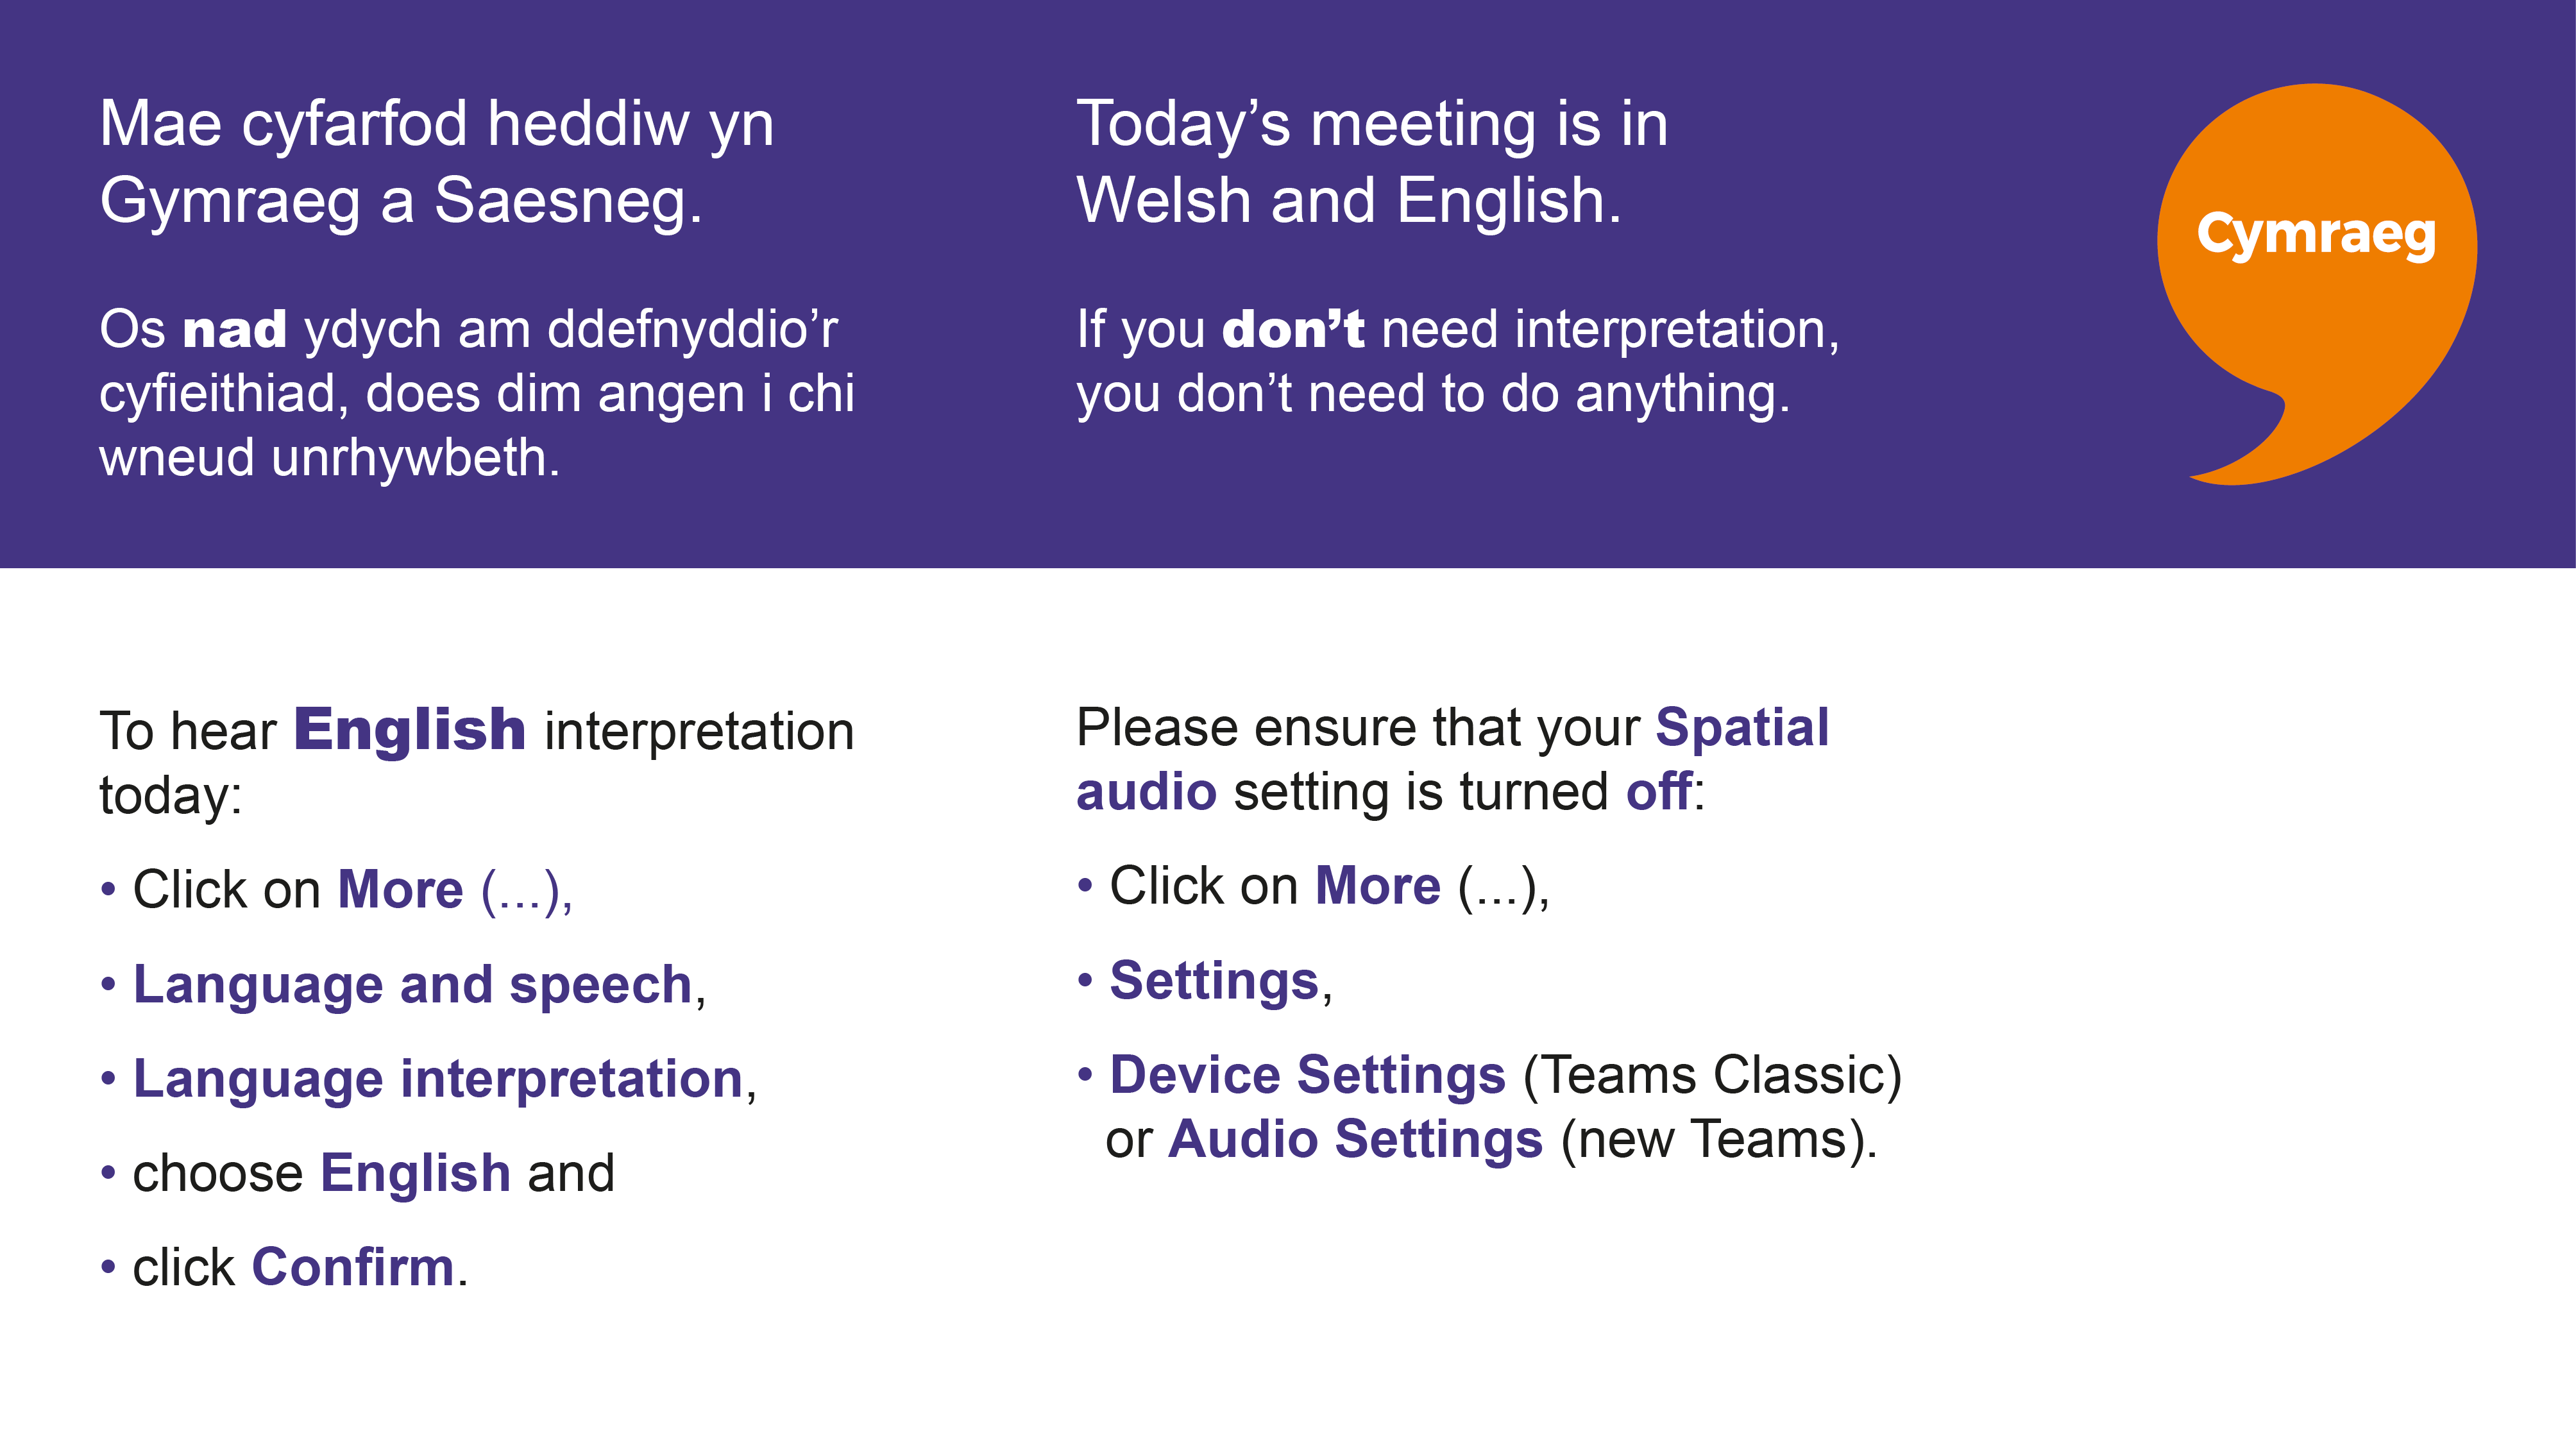 Mae cyfarfod heddiw yn
Gymraeg a Saesneg.
Os nad ydych am ddefnyddio’r
cyfieithiad, does dim angen i chi
wneud unrhywbeth.
Today’s meeting is in
Welsh and English.
If you don’t need interpretation,
you don’t need to do anything.
Cymraeg
To hear English interpretation
today:
• Click on More (...),
• Language and speech,
• Language interpretation,
• choose English and
• click Confirm.
Please ensure that your Spatial
audio setting is turned off:
• Click on More (...),
• Settings,
• Device Settings (Teams Classic)
or Audio Settings (new Teams).